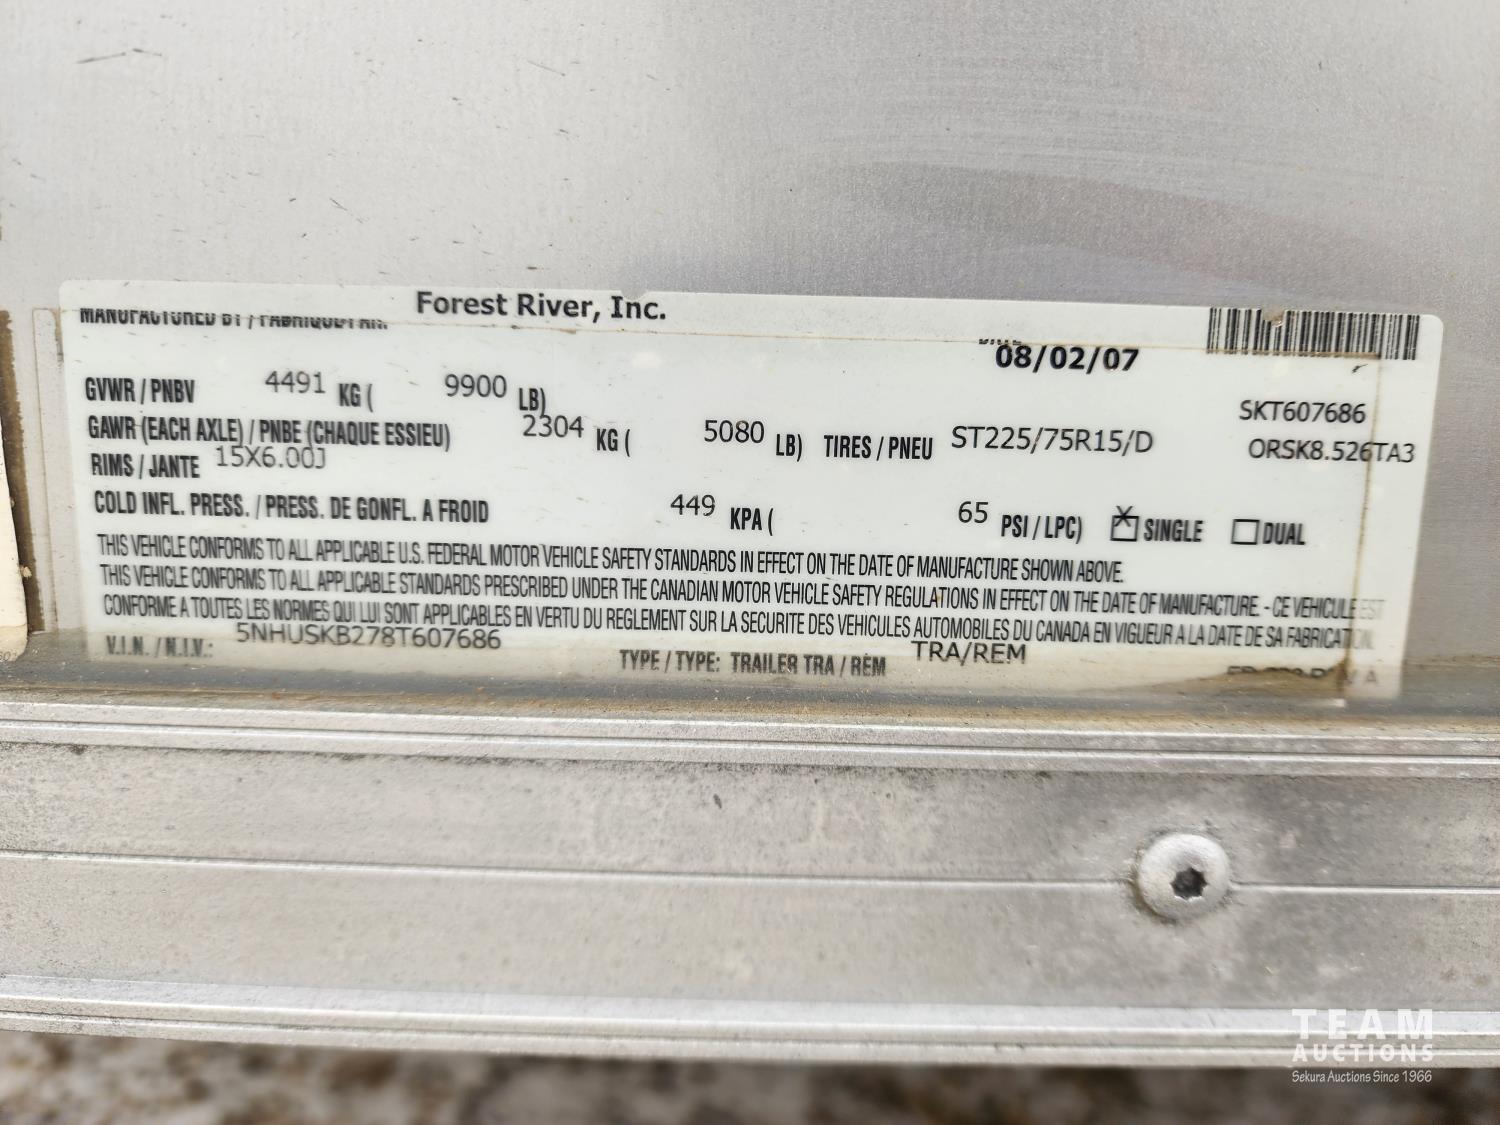 Forest River, Inc.
MANUFACTURED BY / FABRIQUE PAR:
DATE
08/02/07
GVWR / PNBV 4491 KG ( 9900 LB)
SKT607686
GAWR (EACH AXLE) / PNBE (CHAQUE ESSIEU) 2304 KG ( 5080 LB) TIRES / PNEU ST225/75R15/D
ORSK8.526TA3
RIMS / JANTE 15X6.00J
COLD INFL. PRESS. / PRESS. DE GONFL. A FROID 449 KPA ( 65 PSI / LPC) X SINGLE DUAL
THIS VEHICLE CONFORMS TO ALL APPLICABLE U.S. FEDERAL MOTOR VEHICLE SAFETY STANDARDS IN EFFECT ON THE DATE OF MANUFACTURE SHOWN ABOVE.
THIS VEHICLE CONFORMS TO ALL APPLICABLE STANDARDS PRESCRIBED UNDER THE CANADIAN MOTOR VEHICLE SAFETY REGULATIONS IN EFFECT ON THE DATE OF MANUFACTURE. - CE VEHICULE EST
CONFORME A TOUTES LES NORMES QUI LUI SONT APPLICABLES EN VERTU DU REGLEMENT SUR LA SECURITE DES VEHICULES AUTOMOBILES DU CANADA EN VIGUEUR A LA DATE DE SA FABRICATION.
V.I.N. / N.I.V.: 5NHUSKB278T607686 TYPE / TYPE: TRAILER TRA / REM TRA/REM
TEAM
AUCTIONS
Sekura Auctions Since 1966